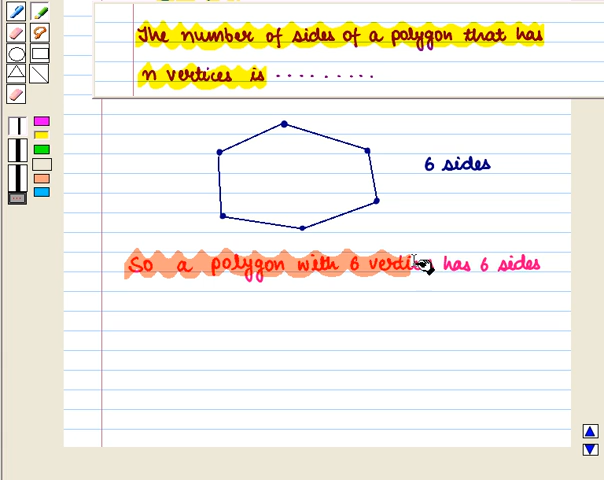 The number of sides of a polygon that has
n vertices is ..........
6 sides
So a polygon with 6 vertices has 6 sides